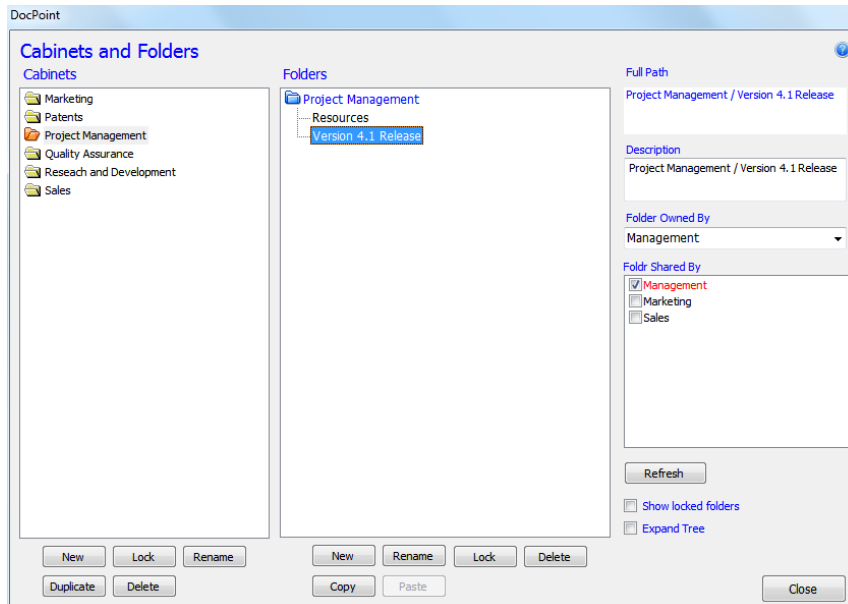 DocPoint
Cabinets and Folders
Cabinets
Marketing
Patents
Project Management
Quality Assurance
Reseach and Development
Sales
New Lock Rename
Duplicate Delete
Folders
Project Management
Resources
Version 4.1 Release
New Rename Lock Delete
Copy Paste
Full Path
Project Management / Version 4.1 Release
Description
Project Management / Version 4.1 Release
Folder Owned By
Management
Foldr Shared By
Management
Marketing
Sales
Refresh
Show locked folders
Expand Tree
Close